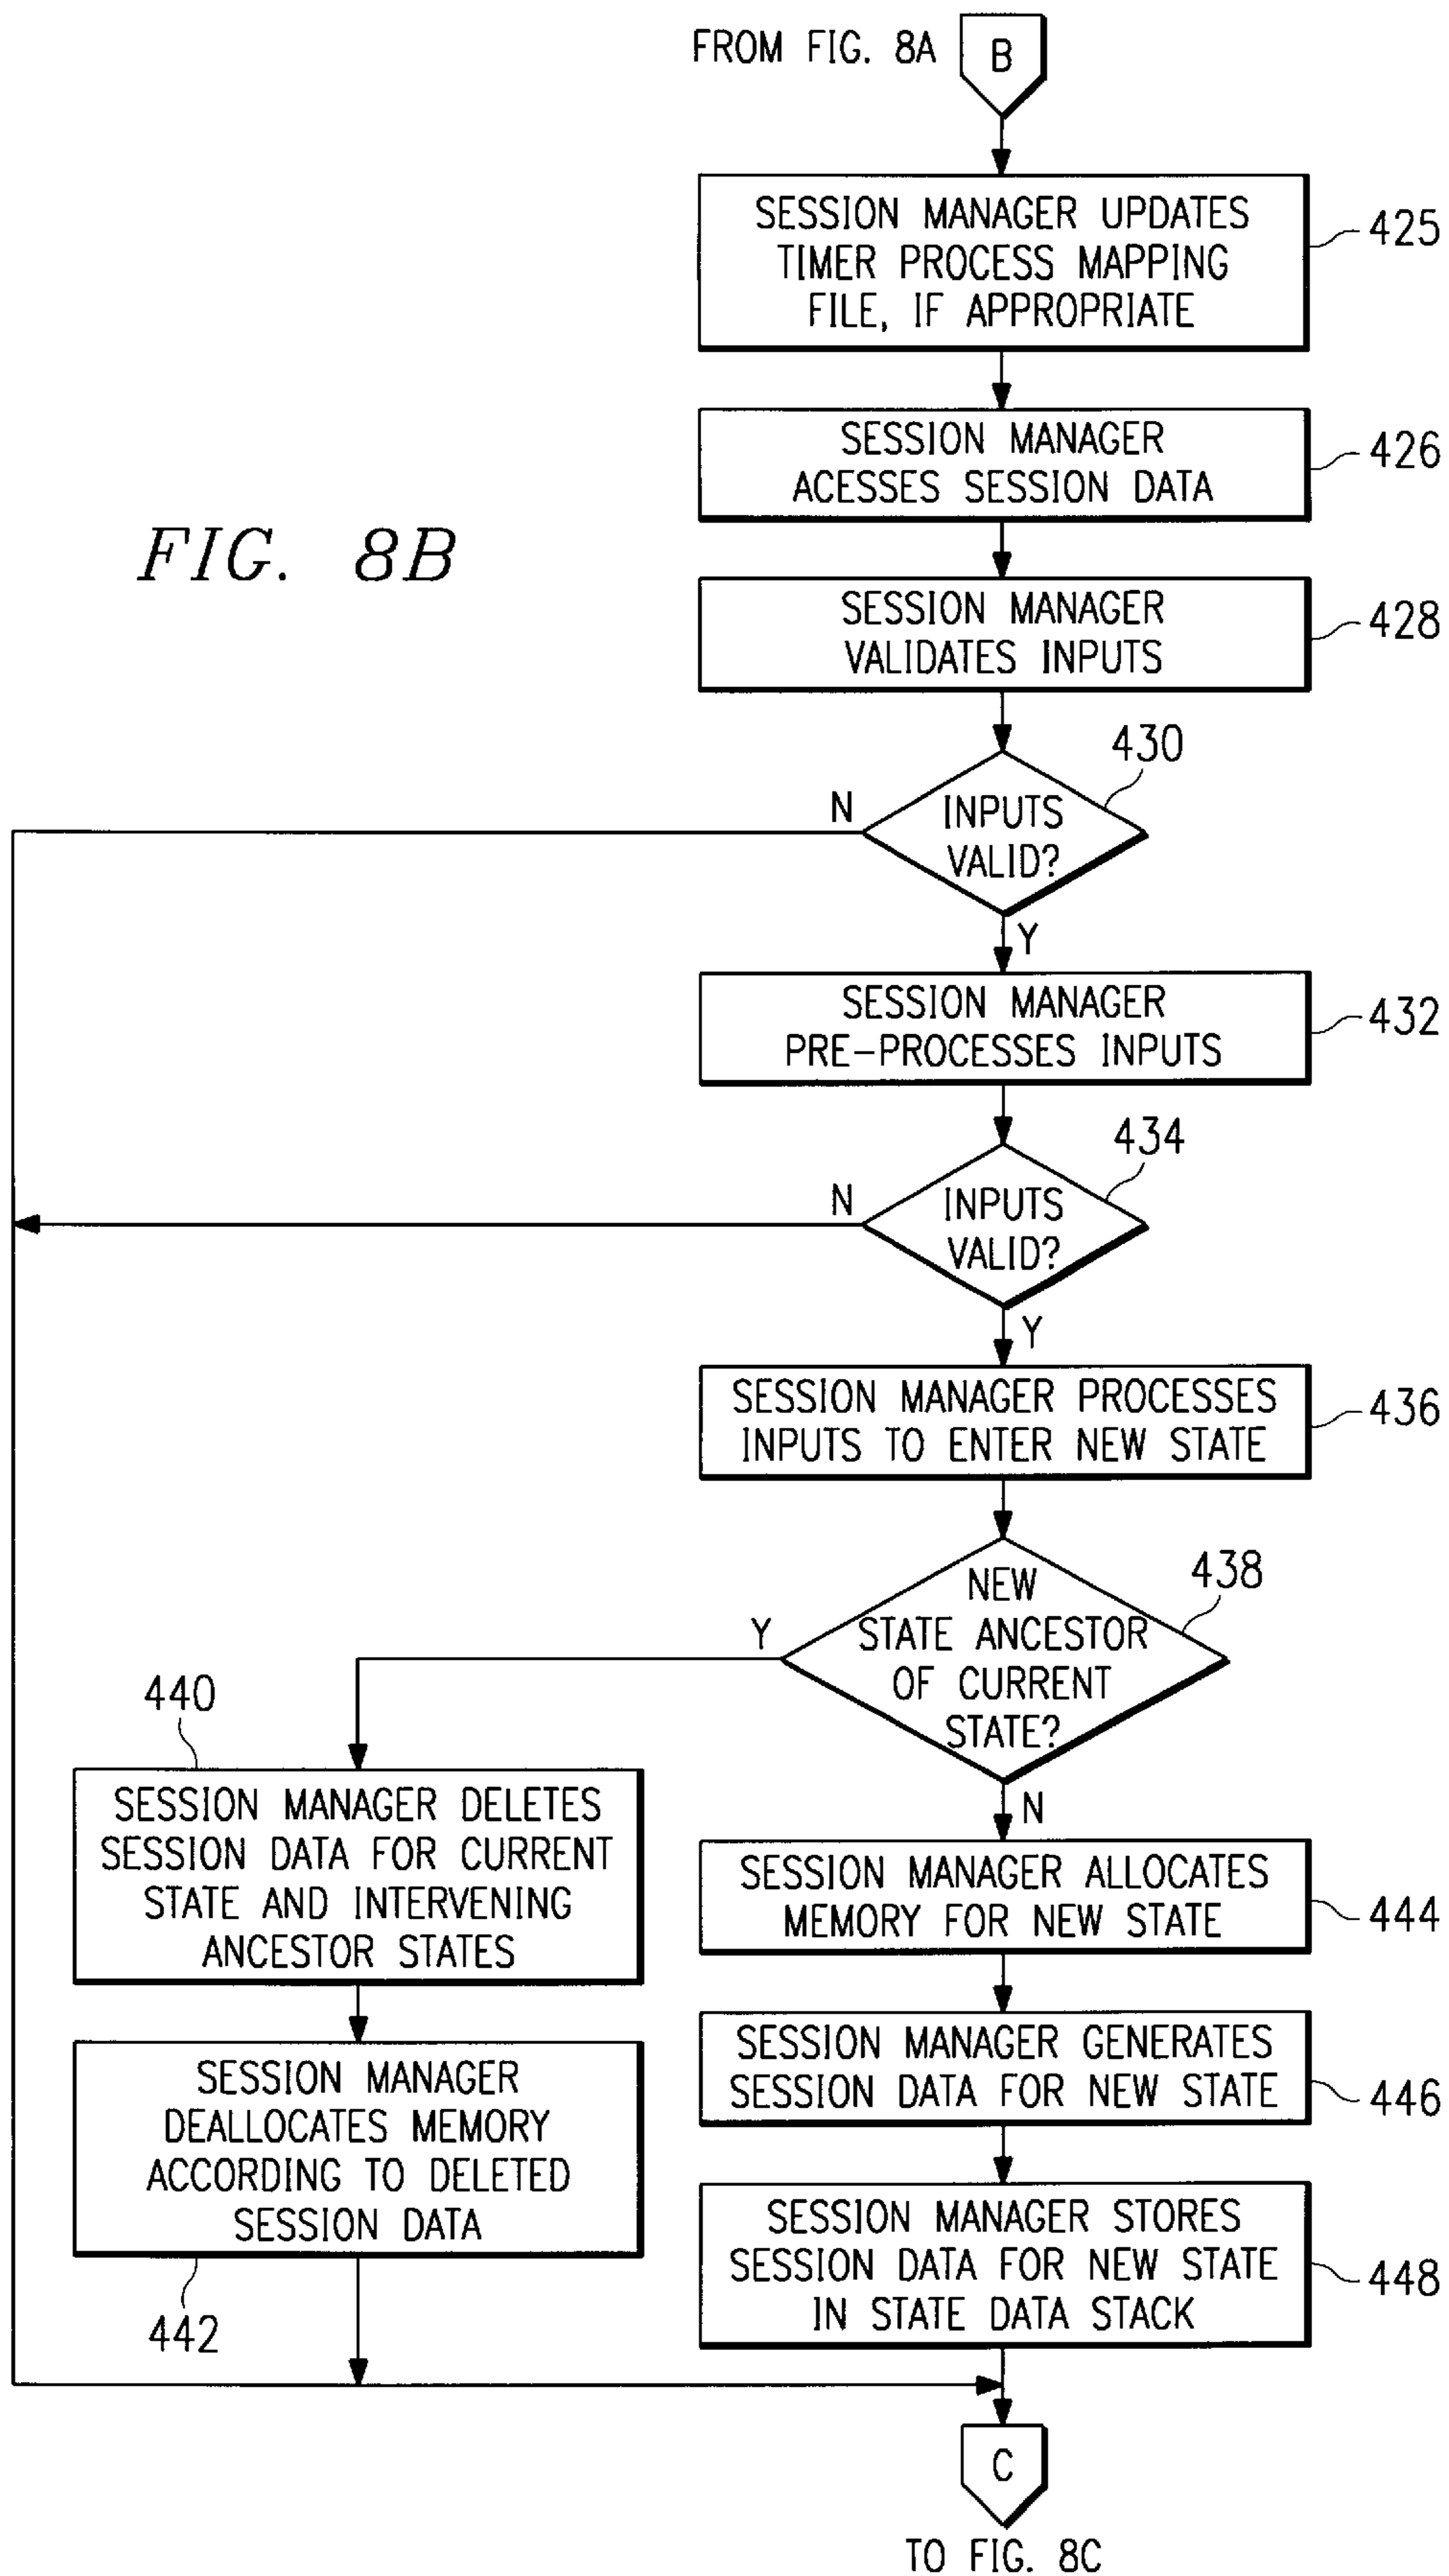 FROM FIG. 8A
B
SESSION MANAGER UPDATES
TIMER PROCESS MAPPING
FILE, IF APPROPRIATE
425
SESSION MANAGER
ACESSES SESSION DATA
426
FIG. 8B
SESSION MANAGER
VALIDATES INPUTS
428
430
N
INPUTS
VALID?
Y
SESSION MANAGER
PRE-PROCESSES INPUTS
432
434
N
INPUTS
VALID?
Y
SESSION MANAGER PROCESSES
INPUTS TO ENTER NEW STATE
436
438
Y
NEW
STATE ANCESTOR
OF CURRENT
STATE?
N
440
SESSION MANAGER DELETES
SESSION DATA FOR CURRENT
STATE AND INTERVENING
ANCESTOR STATES
SESSION MANAGER
DEALLOCATES MEMORY
ACCORDING TO DELETED
SESSION DATA
442
SESSION MANAGER ALLOCATES
MEMORY FOR NEW STATE
444
SESSION MANAGER GENERATES
SESSION DATA FOR NEW STATE
446
SESSION MANAGER STORES
SESSION DATA FOR NEW STATE
IN STATE DATA STACK
448
C
TO FIG. 8C